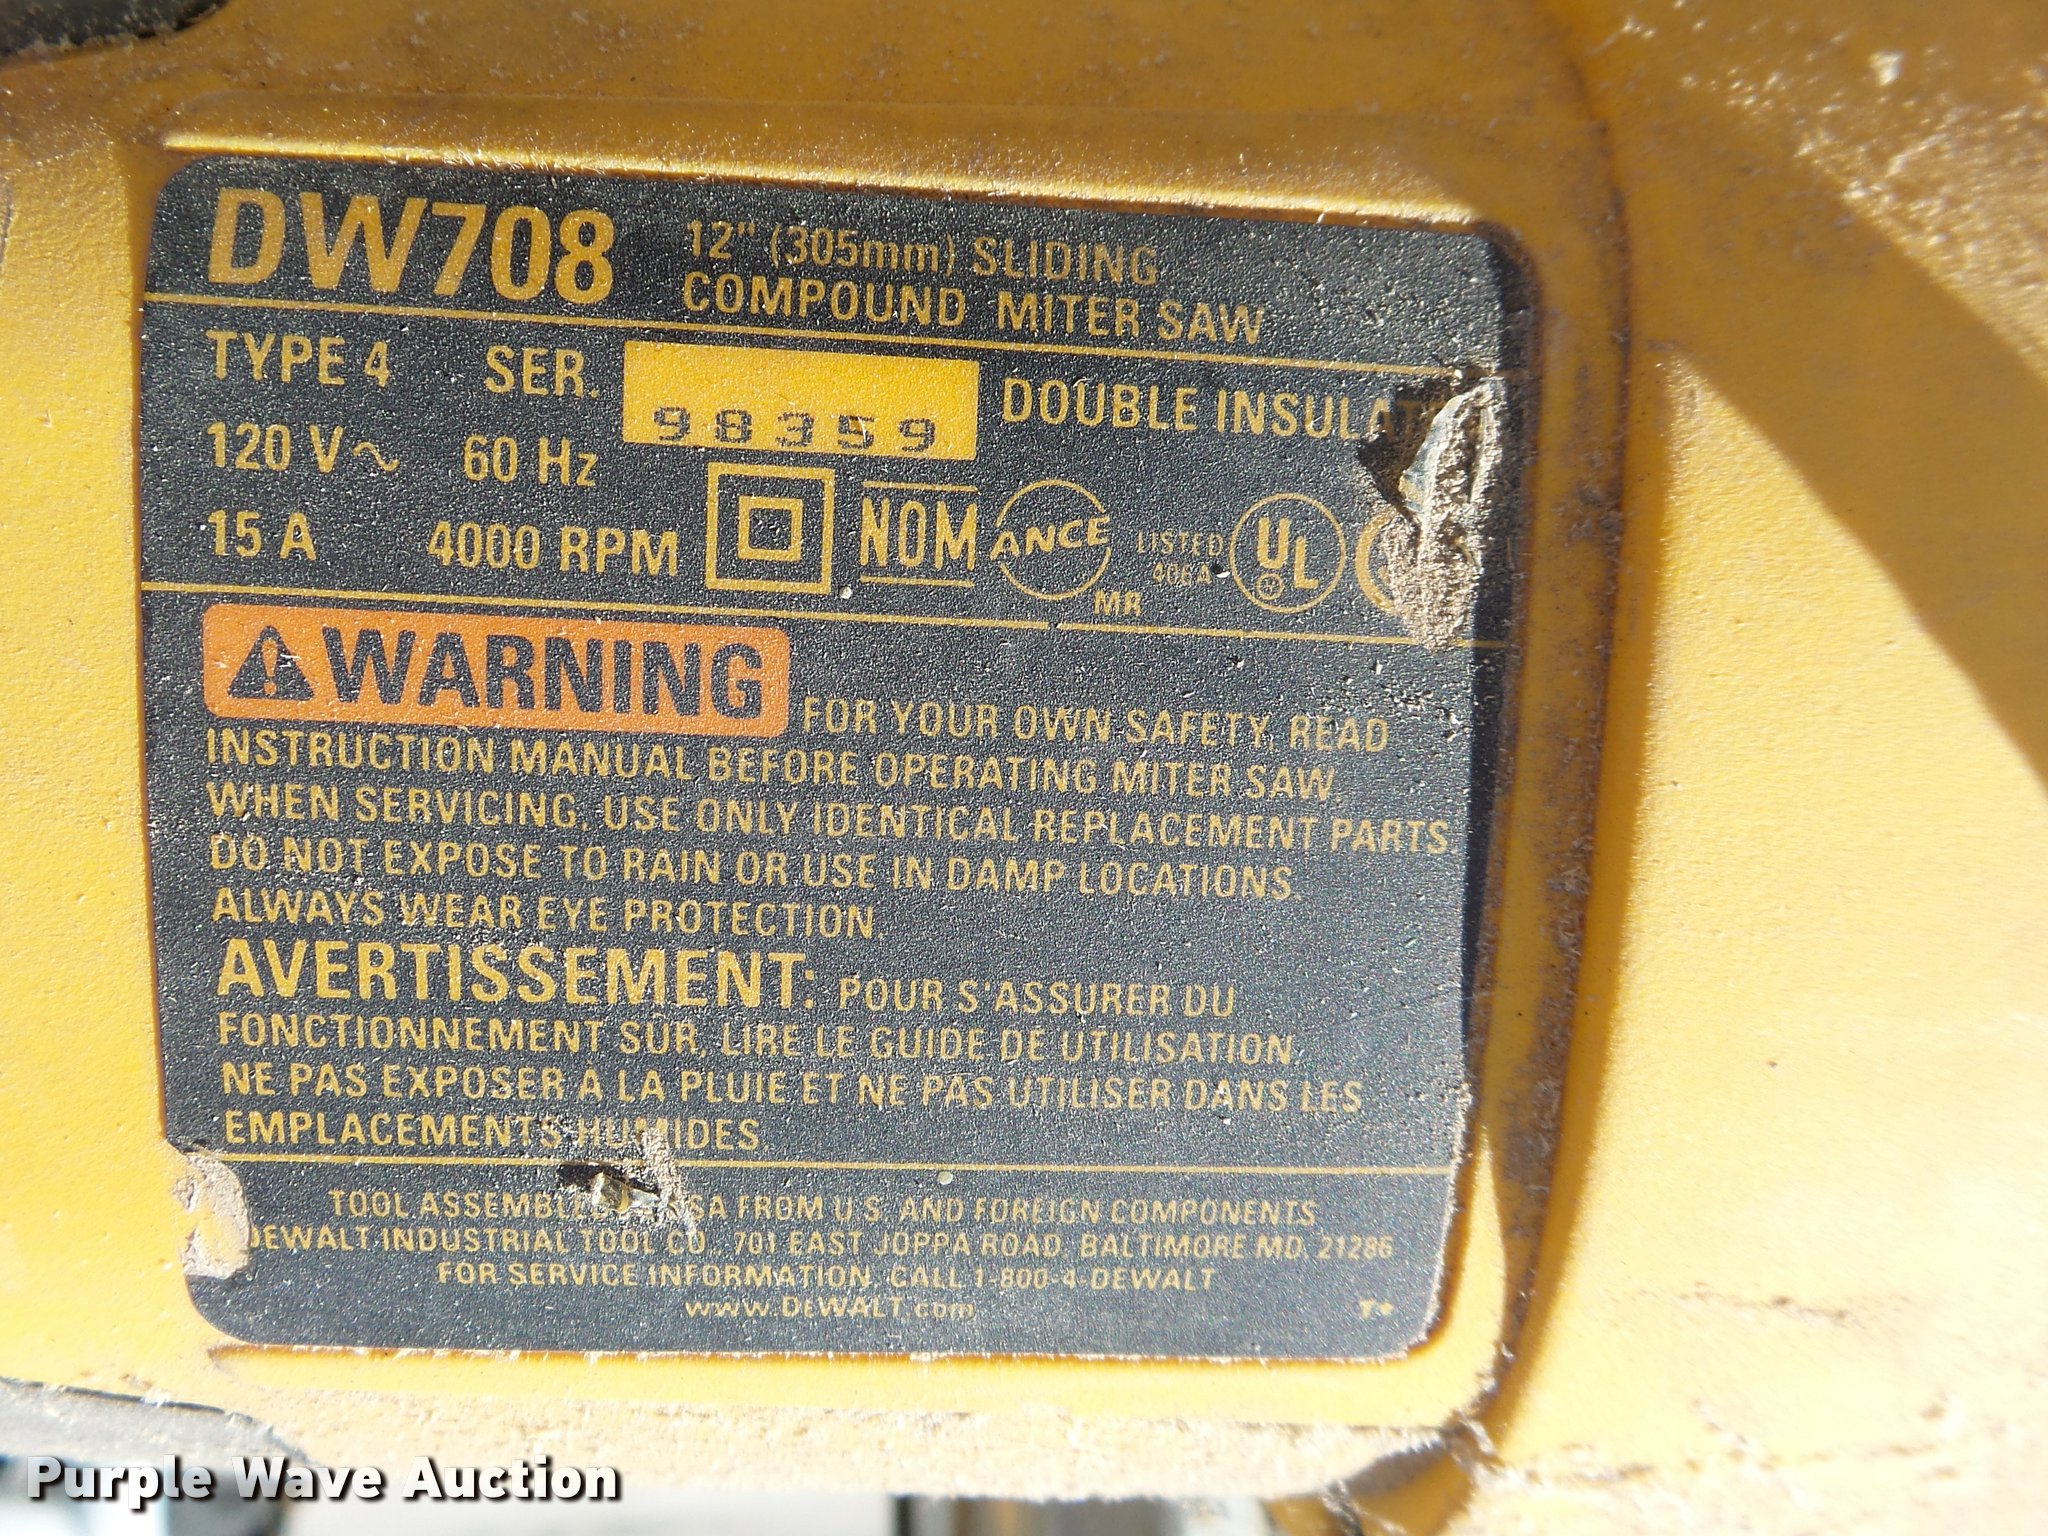 DW708 12" (305mm) SLIDING
COMPOUND MITER SAW
TYPE 4 SER. 98359 DOUBLE INSULAT
120 V~ 60 Hz
15 A 4000 RPM NOM ANCE MR LISTED 406A UL
WARNING FOR YOUR OWN SAFETY, READ
INSTRUCTION MANUAL BEFORE OPERATING MITER SAW.
WHEN SERVICING, USE ONLY IDENTICAL REPLACEMENT PARTS.
DO NOT EXPOSE TO RAIN OR USE IN DAMP LOCATIONS.
ALWAYS WEAR EYE PROTECTION.
AVERTISSEMENT: POUR S'ASSURER DU
FONCTIONNEMENT SÛR, LIRE LE GUIDE DE UTILISATION
NE PAS EXPOSER A LA PLUIE ET NE PAS UTILISER DANS LES
EMPLACEMENTS HUMIDES
TOOL ASSEMBLE SA FROM U.S. AND FOREIGN COMPONENTS
DEWALT INDUSTRIAL TOOL CO., 701 EAST JOPPA ROAD, BALTIMORE MD. 21286
FOR SERVICE INFORMATION, CALL 1-800-4-DEWALT
www.DEWALT.com T+
Purple Wave Auction